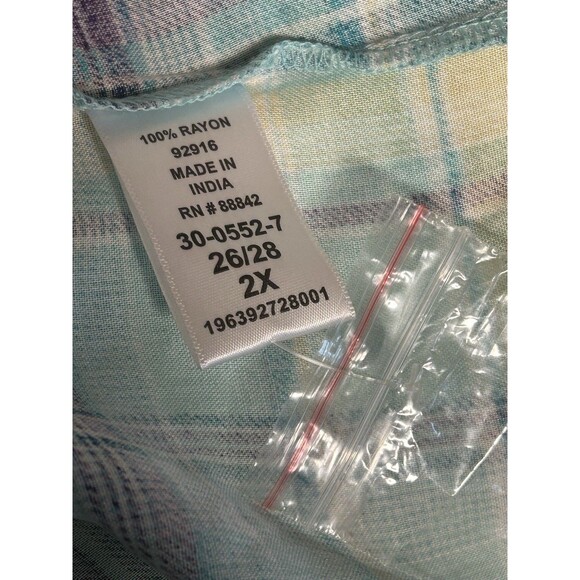 100% RAYON
92916
MADE IN
INDIA
RN # 88842
30-0552-7
26/28
2X
196392728001